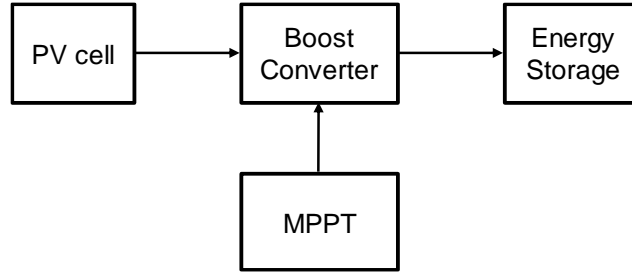 PV cell
Boost
Converter
Energy
Storage
MPPT